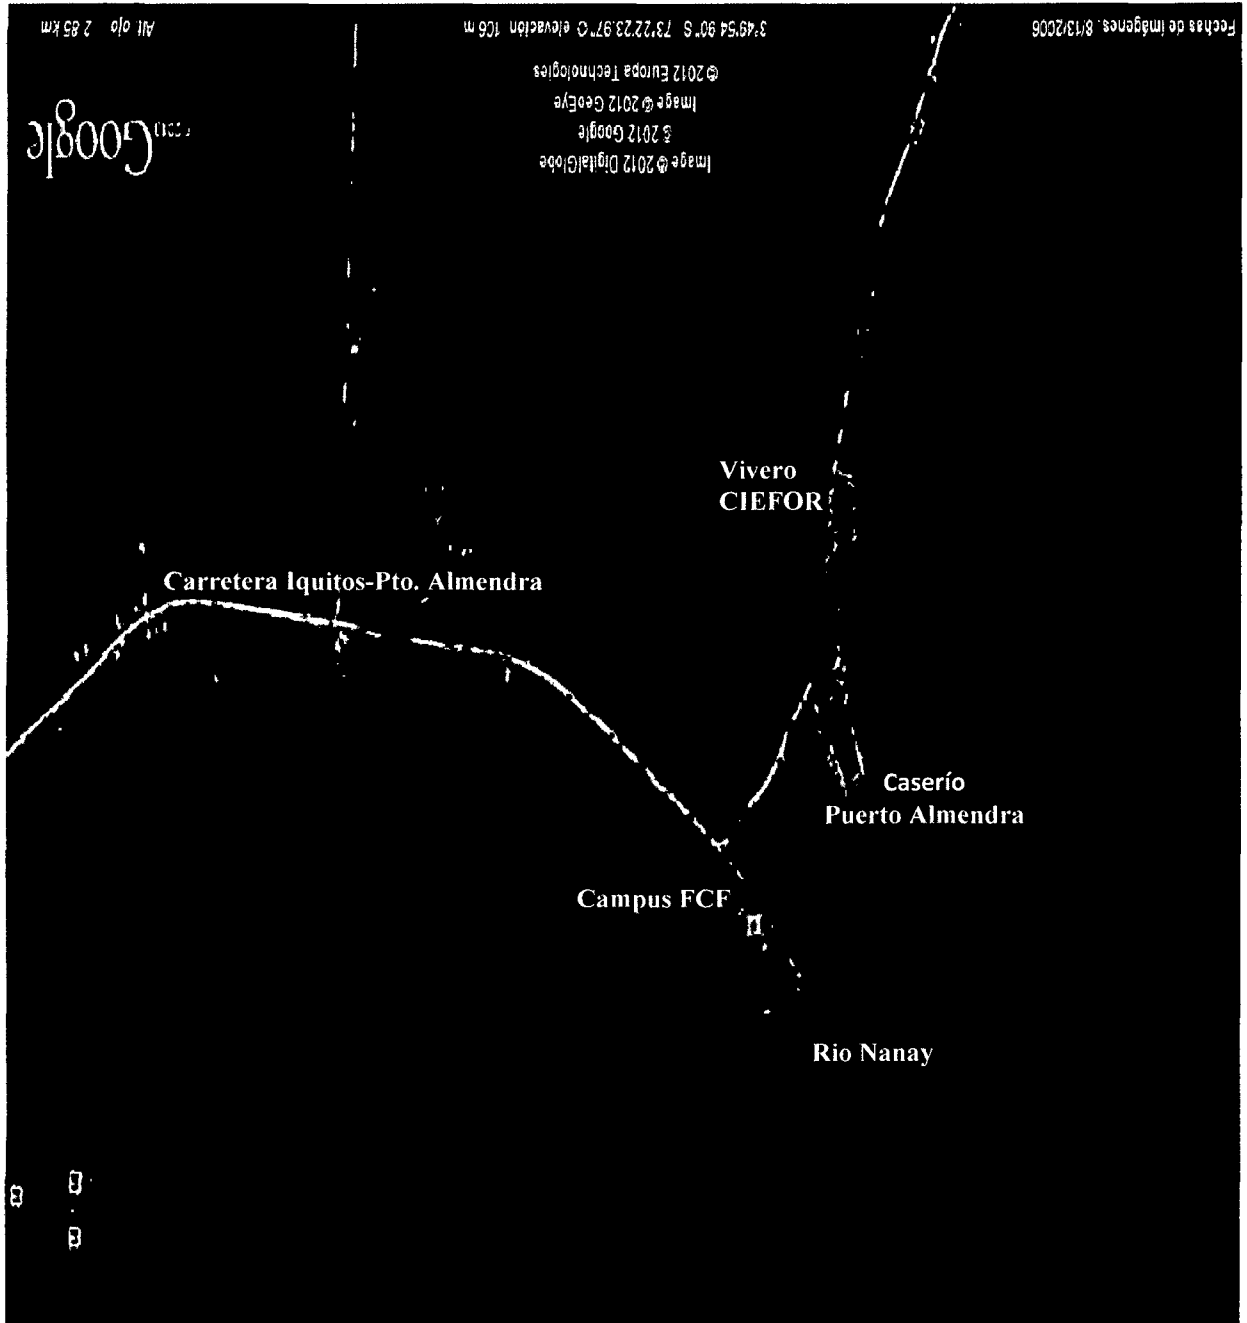 Fechas de imágenes. 8/13/2006
3°49'54 90"S 73°22'23.97"O elevación 106 m
Alt. ojo 2 85 km
© 2012 Europa Technologies
Image © 2012 GeoEye
© 2012 Google
Image © 2012 DigitalGlobe
Google
Vivero
CIEFOR
Carretera Iquitos-Pto. Almendra
Caserío
Puerto Almendra
Campus FCF
Rio Nanay